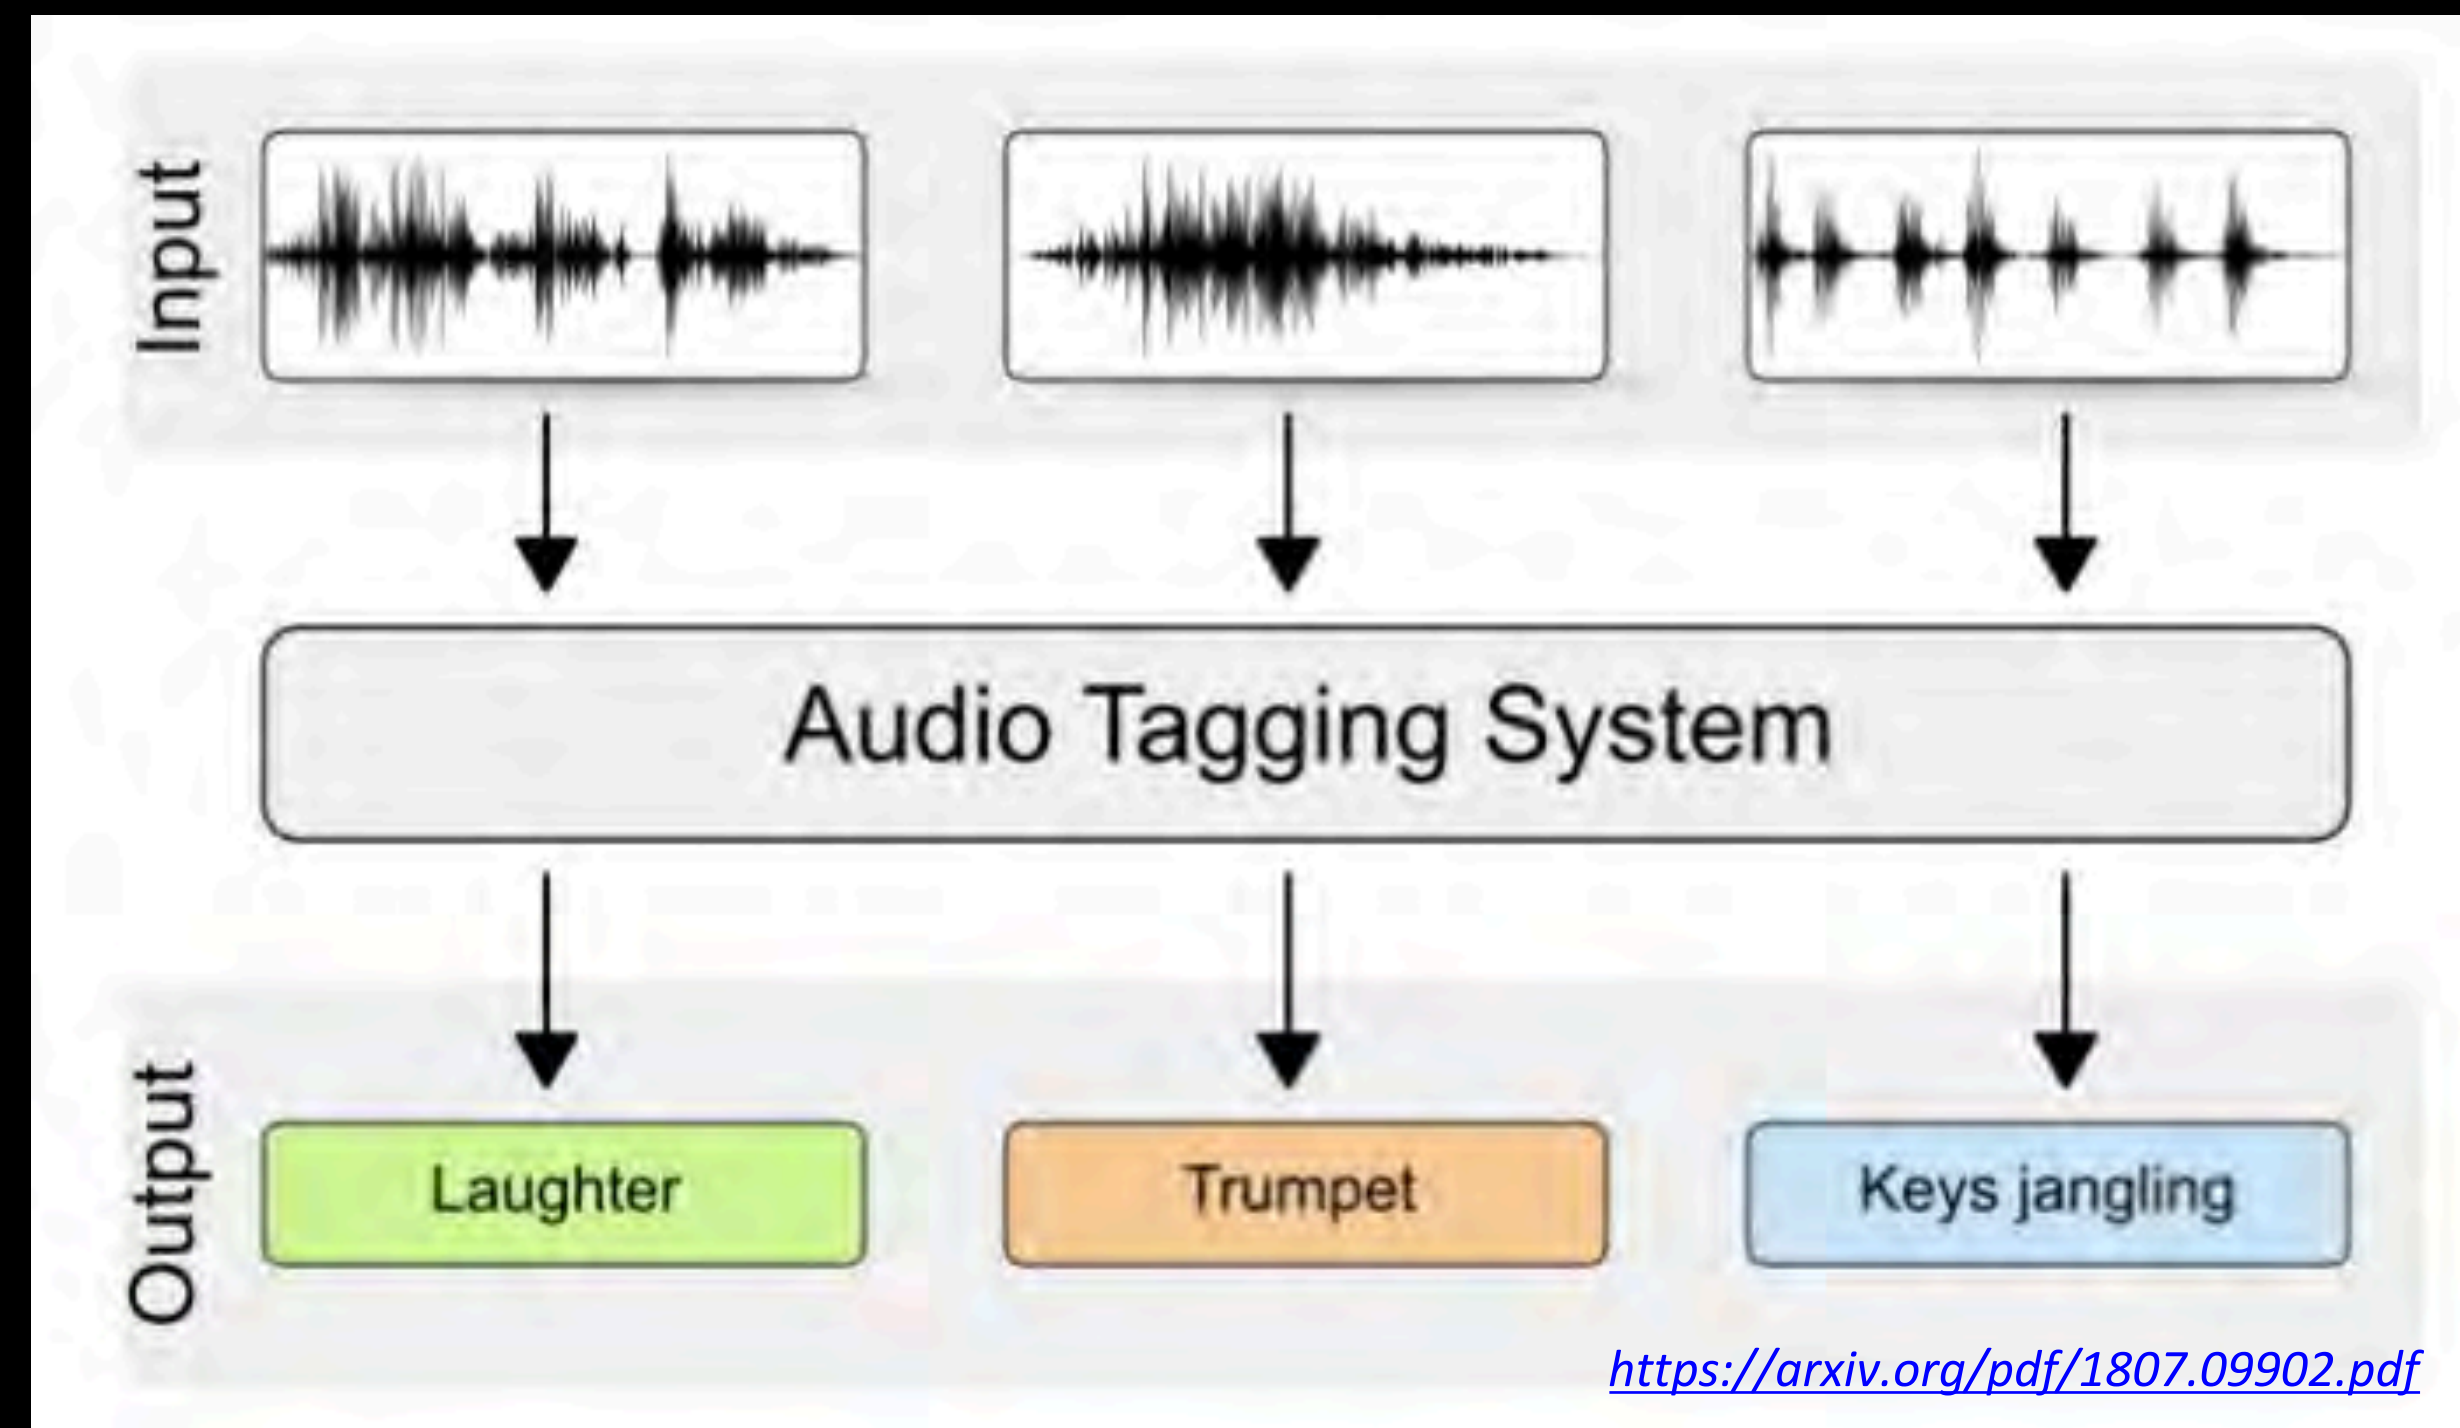 Input
Audio Tagging System
Output
Laughter
Trumpet
Keys jangling
https://arxiv.org/pdf/1807.09902.pdf